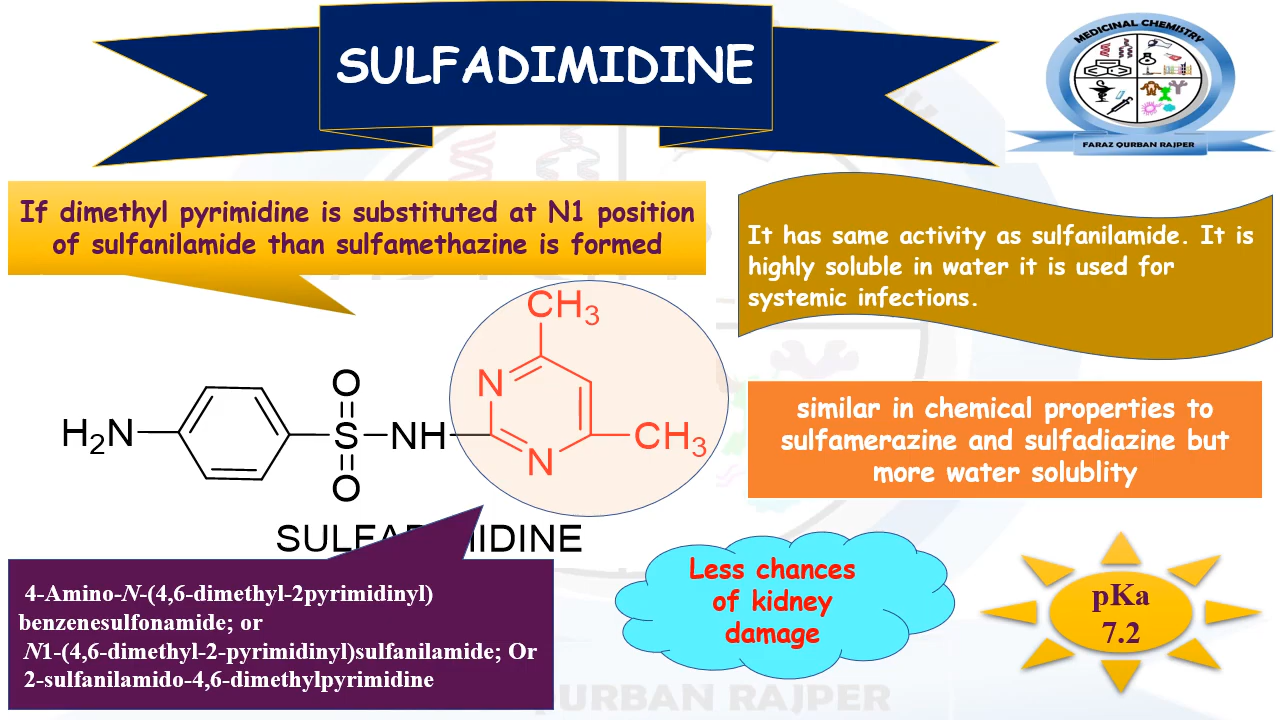 SULFADIMIDINE
MEDICINAL CHEMISTRY
FARAZ QURBAN RAJPER
If dimethyl pyrimidine is substituted at N1 position
of sulfanilamide than sulfamethazine is formed
It has same activity as sulfanilamide. It is
highly soluble in water it is used for
systemic infections.
CH3
N
O
H2N
S
NH
CH3
N
O
similar in chemical properties to
sulfamerazine and sulfadiazine but
more water solublity
4-Amino-N-(4,6-dimethyl-2pyrimidinyl)
benzenesulfonamide; or
N1-(4,6-dimethyl-2-pyrimidinyl)sulfanilamide; Or
2-sulfanilamido-4,6-dimethylpyrimidine
Less chances
of kidney
damage
pKa
7.2
QURBAN RAJPER